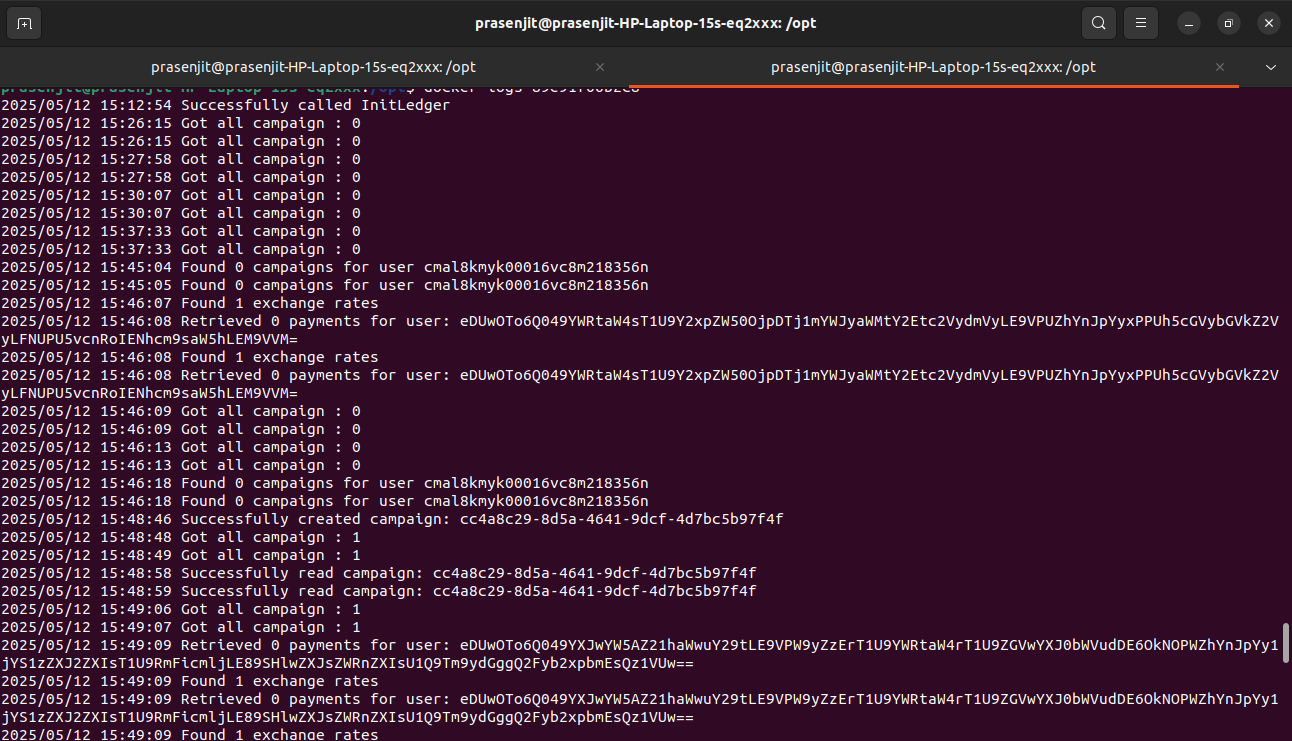 prasenjit@prasenjit-HP-Laptop-15s-eq2xxx: /opt
prasenjit@prasenjit-HP-Laptop-15s-eq2xxx: /opt
prasenjit@prasenjit-HP-Laptop-15s-eq2xxx: /opt
2025/05/12 15:12:54 Successfully called InitLedger
2025/05/12 15:26:15 Got all campaign : 0
2025/05/12 15:26:15 Got all campaign : 0
2025/05/12 15:27:58 Got all campaign : 0
2025/05/12 15:27:58 Got all campaign : 0
2025/05/12 15:30:07 Got all campaign : 0
2025/05/12 15:30:07 Got all campaign : 0
2025/05/12 15:37:33 Got all campaign : 0
2025/05/12 15:37:33 Got all campaign : 0
2025/05/12 15:45:04 Found 0 campaigns for user cmal8kmyk00016vc8m218356n
2025/05/12 15:45:05 Found 0 campaigns for user cmal8kmyk00016vc8m218356n
2025/05/12 15:46:07 Found 1 exchange rates
2025/05/12 15:46:08 Retrieved 0 payments for user: eDUwOTo6Q049YWRtaW4sT1U9Y2xpZW50OjpDTj1mYWJyaWMtY2Etc2VydmVyLE9VPUZhYnJpYyxPPUh5cGVybGVkZ2V
yLFNUPU5vcnRoIENhcm9saW5hLEM9VVM=
2025/05/12 15:46:08 Found 1 exchange rates
2025/05/12 15:46:08 Retrieved 0 payments for user: eDUwOTo6Q049YWRtaW4sT1U9Y2xpZW50OjpDTj1mYWJyaWMtY2Etc2VydmVyLE9VPUZhYnJpYyxPPUh5cGVybGVkZ2V
yLFNUPU5vcnRoIENhcm9saW5hLEM9VVM=
2025/05/12 15:46:09 Got all campaign : 0
2025/05/12 15:46:09 Got all campaign : 0
2025/05/12 15:46:13 Got all campaign : 0
2025/05/12 15:46:13 Got all campaign : 0
2025/05/12 15:46:18 Found 0 campaigns for user cmal8kmyk00016vc8m218356n
2025/05/12 15:46:18 Found 0 campaigns for user cmal8kmyk00016vc8m218356n
2025/05/12 15:48:46 Successfully created campaign: cc4a8c29-8d5a-4641-9dcf-4d7bc5b97f4f
2025/05/12 15:48:48 Got all campaign : 1
2025/05/12 15:48:49 Got all campaign : 1
2025/05/12 15:48:58 Successfully read campaign: cc4a8c29-8d5a-4641-9dcf-4d7bc5b97f4f
2025/05/12 15:48:59 Successfully read campaign: cc4a8c29-8d5a-4641-9dcf-4d7bc5b97f4f
2025/05/12 15:49:06 Got all campaign : 1
2025/05/12 15:49:07 Got all campaign : 1
2025/05/12 15:49:09 Retrieved 0 payments for user: eDUwOTo6Q049YXJwYW5AZ21haWwuY29tLE9VPW9yZzErT1U9YWRtaW4rT1U9ZGVwYXJ0bWVudDE6OkNOPWZhYnJpYy1
jYS1zZXJ2ZXIsT1U9RmFicmljLE89SHlwZXJsZWRnZXIsU1Q9Tm9ydGggQ2Fyb2xpbmEsQz1VUw==
2025/05/12 15:49:09 Found 1 exchange rates
2025/05/12 15:49:09 Retrieved 0 payments for user: eDUwOTo6Q049YXJwYW5AZ21haWwuY29tLE9VPW9yZzErT1U9YWRtaW4rT1U9ZGVwYXJ0bWVudDE6OkNOPWZhYnJpYy1
jYS1zZXJ2ZXIsT1U9RmFicmljLE89SHlwZXJsZWRnZXIsU1Q9Tm9ydGggQ2Fyb2xpbmEsQz1VUw==
2025/05/12 15:49:09 Found 1 exchange rates